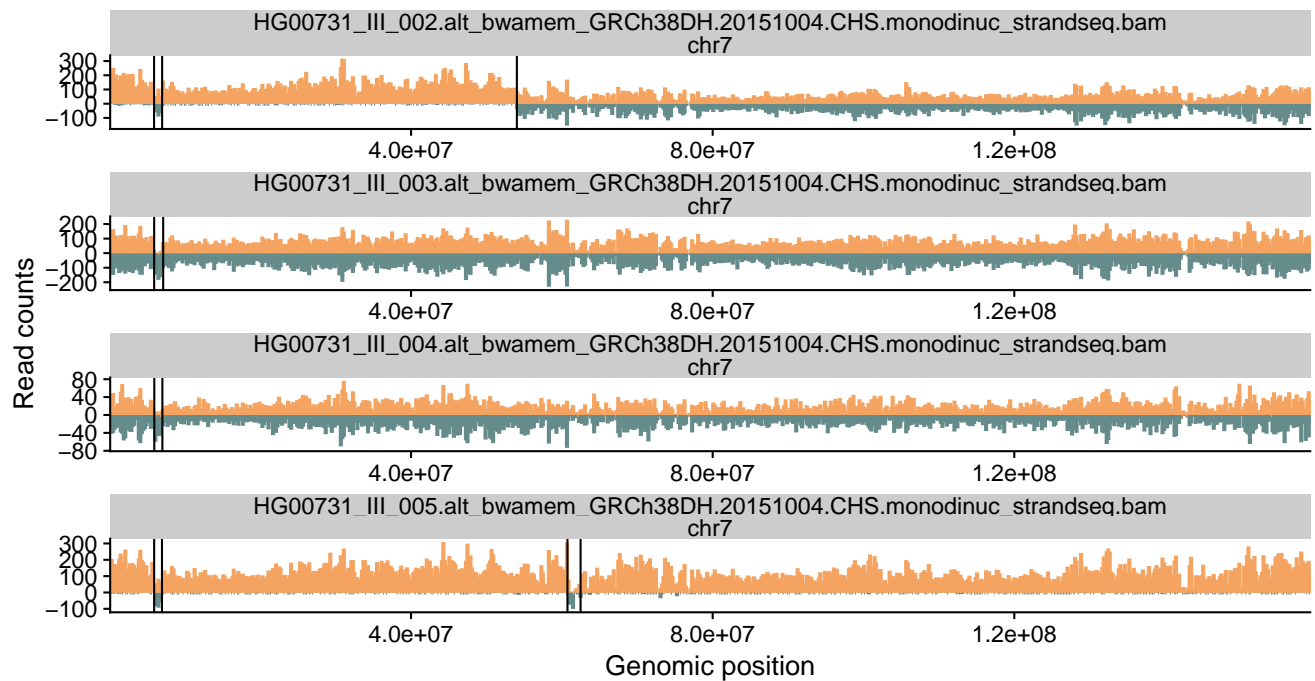 HG00731_III_002.alt_bwamem_GRCh38DH.20151004.CHS.monodinuc_strandseq.bam
chr7
300
200
100
0
−100
4.0e+07 8.0e+07 1.2e+08
HG00731_III_003.alt_bwamem_GRCh38DH.20151004.CHS.monodinuc_strandseq.bam
chr7
200
100
0
−100
−200
4.0e+07 8.0e+07 1.2e+08
HG00731_III_004.alt_bwamem_GRCh38DH.20151004.CHS.monodinuc_strandseq.bam
chr7
80
40
0
−40
−80
4.0e+07 8.0e+07 1.2e+08
HG00731_III_005.alt_bwamem_GRCh38DH.20151004.CHS.monodinuc_strandseq.bam
chr7
300
200
100
0
−100
4.0e+07 8.0e+07 1.2e+08
Read counts
Genomic position